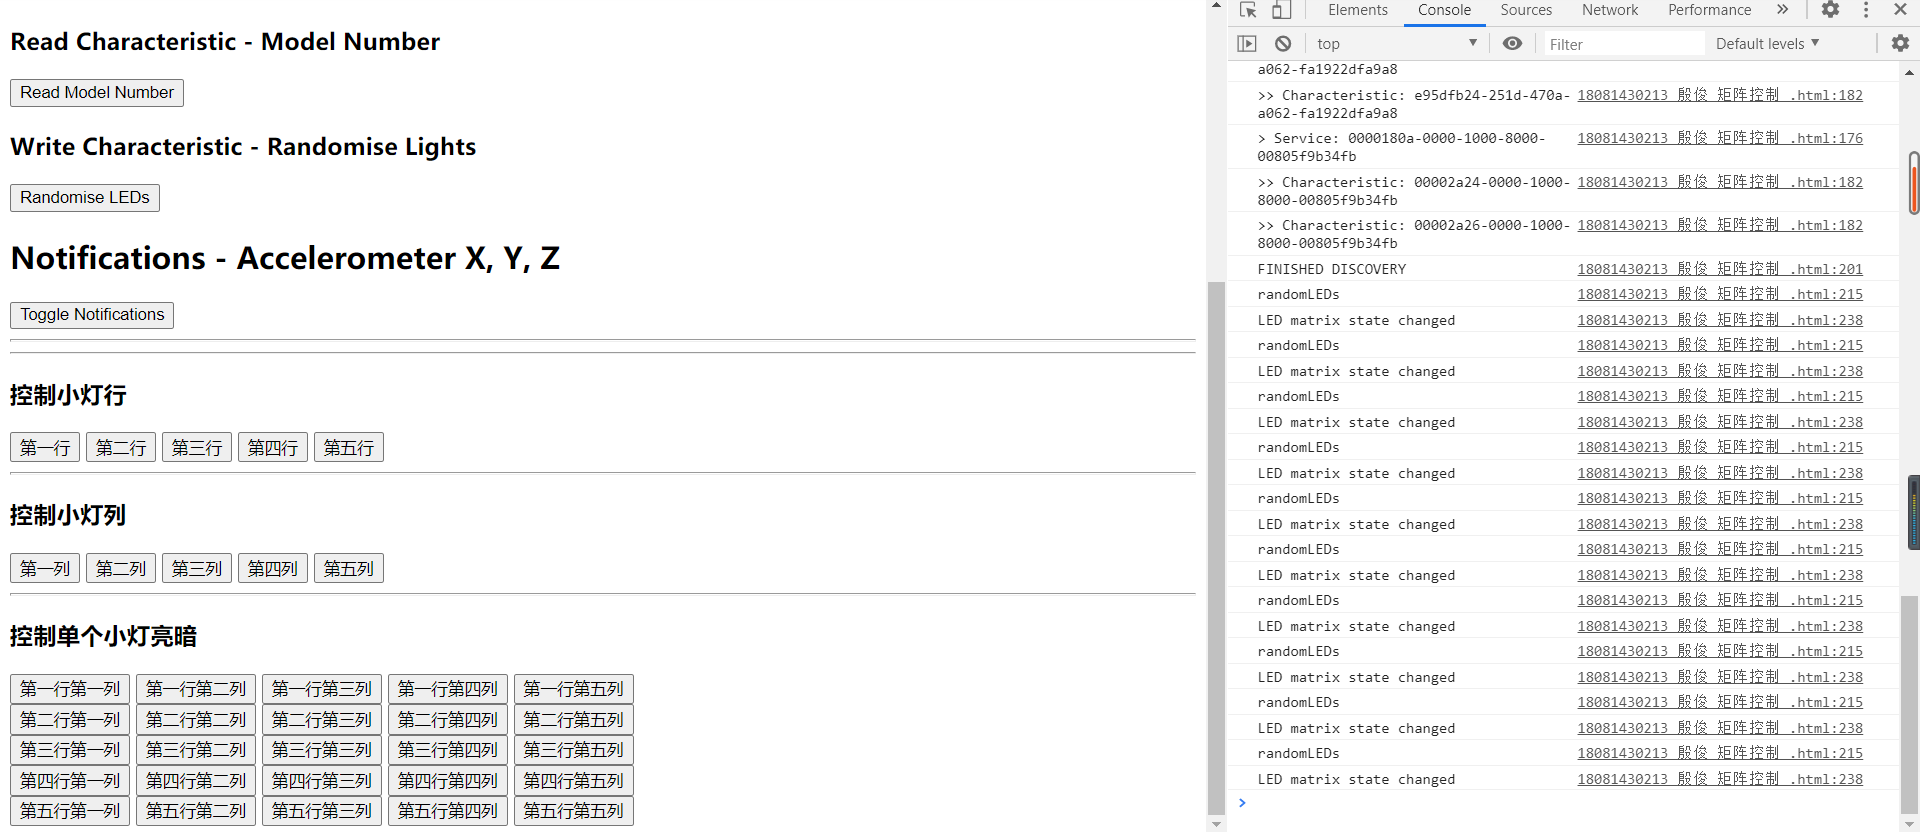 Read Characteristic - Model Number
Read Model Number
Write Characteristic - Randomise Lights
Randomise LEDs
Notifications - Accelerometer X, Y, Z
Toggle Notifications
控制小灯行
第一行 第二行 第三行 第四行 第五行
控制小灯列
第一列 第二列 第三列 第四列 第五列
控制单个小灯亮暗
第一行第一列 第一行第二列 第一行第三列 第一行第四列 第一行第五列
第二行第一列 第二行第二列 第二行第三列 第二行第四列 第二行第五列
第三行第一列 第三行第二列 第三行第三列 第三行第四列 第三行第五列
第四行第一列 第四行第二列 第四行第三列 第四行第四列 第四行第五列
第五行第一列 第五行第二列 第五行第三列 第五行第四列 第五行第五列
Elements Console Sources Network Performance »
top Filter Default levels
a062-fa1922dfa9a8
>> Characteristic: e95dfb24-251d-470a- 18081430213 殷俊 矩阵控制 .html:182
a062-fa1922dfa9a8
> Service: 0000180a-0000-1000-8000- 18081430213 殷俊 矩阵控制 .html:176
00805f9b34fb
>> Characteristic: 00002a24-0000-1000- 18081430213 殷俊 矩阵控制 .html:182
8000-00805f9b34fb
>> Characteristic: 00002a26-0000-1000- 18081430213 殷俊 矩阵控制 .html:182
8000-00805f9b34fb
FINISHED DISCOVERY 18081430213 殷俊 矩阵控制 .html:201
randomLEDs 18081430213 殷俊 矩阵控制 .html:215
LED matrix state changed 18081430213 殷俊 矩阵控制 .html:238
randomLEDs 18081430213 殷俊 矩阵控制 .html:215
LED matrix state changed 18081430213 殷俊 矩阵控制 .html:238
randomLEDs 18081430213 殷俊 矩阵控制 .html:215
LED matrix state changed 18081430213 殷俊 矩阵控制 .html:238
randomLEDs 18081430213 殷俊 矩阵控制 .html:215
LED matrix state changed 18081430213 殷俊 矩阵控制 .html:238
randomLEDs 18081430213 殷俊 矩阵控制 .html:215
LED matrix state changed 18081430213 殷俊 矩阵控制 .html:238
randomLEDs 18081430213 殷俊 矩阵控制 .html:215
LED matrix state changed 18081430213 殷俊 矩阵控制 .html:238
randomLEDs 18081430213 殷俊 矩阵控制 .html:215
LED matrix state changed 18081430213 殷俊 矩阵控制 .html:238
randomLEDs 18081430213 殷俊 矩阵控制 .html:215
LED matrix state changed 18081430213 殷俊 矩阵控制 .html:238
randomLEDs 18081430213 殷俊 矩阵控制 .html:215
LED matrix state changed 18081430213 殷俊 矩阵控制 .html:238
randomLEDs 18081430213 殷俊 矩阵控制 .html:215
LED matrix state changed 18081430213 殷俊 矩阵控制 .html:238
>